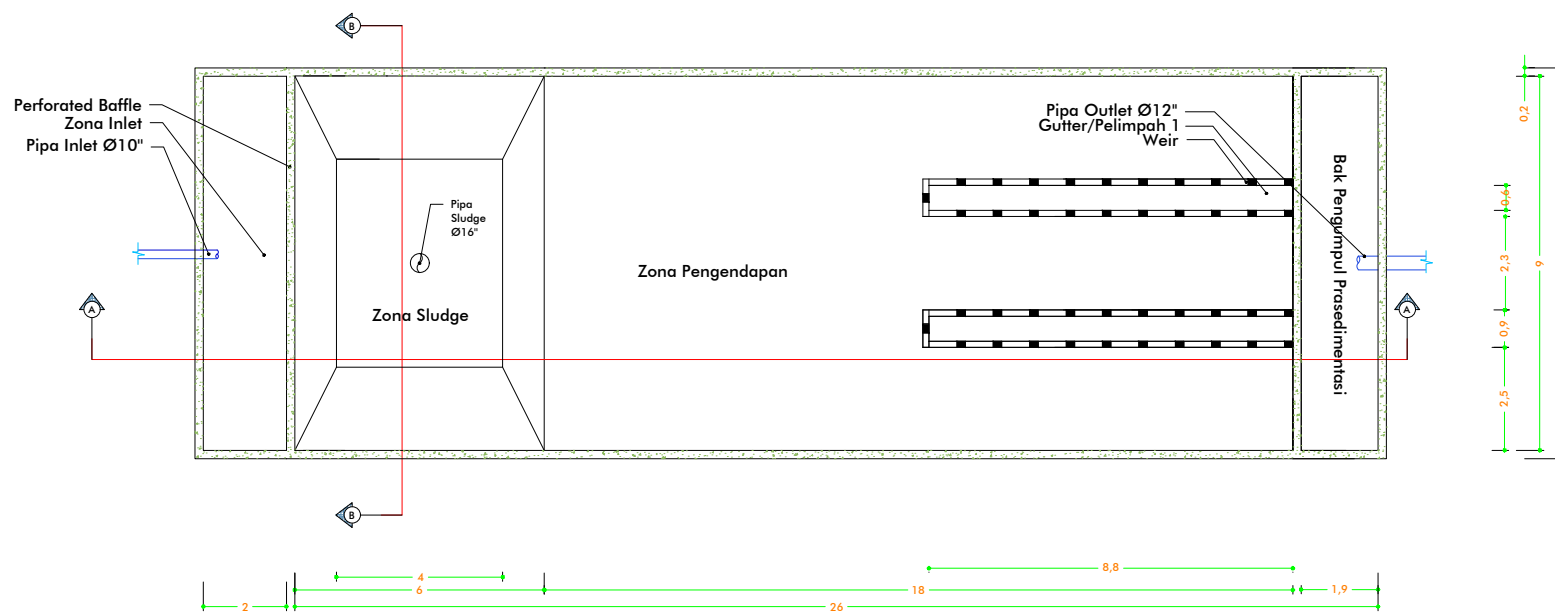 B
Perforated Baffle
Zona Inlet
Pipa Inlet Ø10"
Pipa Outlet Ø12"
Gutter/Pelimpah 1
Weir
Pipa
Sludge
Ø16"
Zona Sludge
Zona Pengendapan
Bak Pengumpul Prasedimentasi
A
A
B
0,2
0,6
2,3
9
0,9
2,5
4
8,8
6
18
1,9
2
26